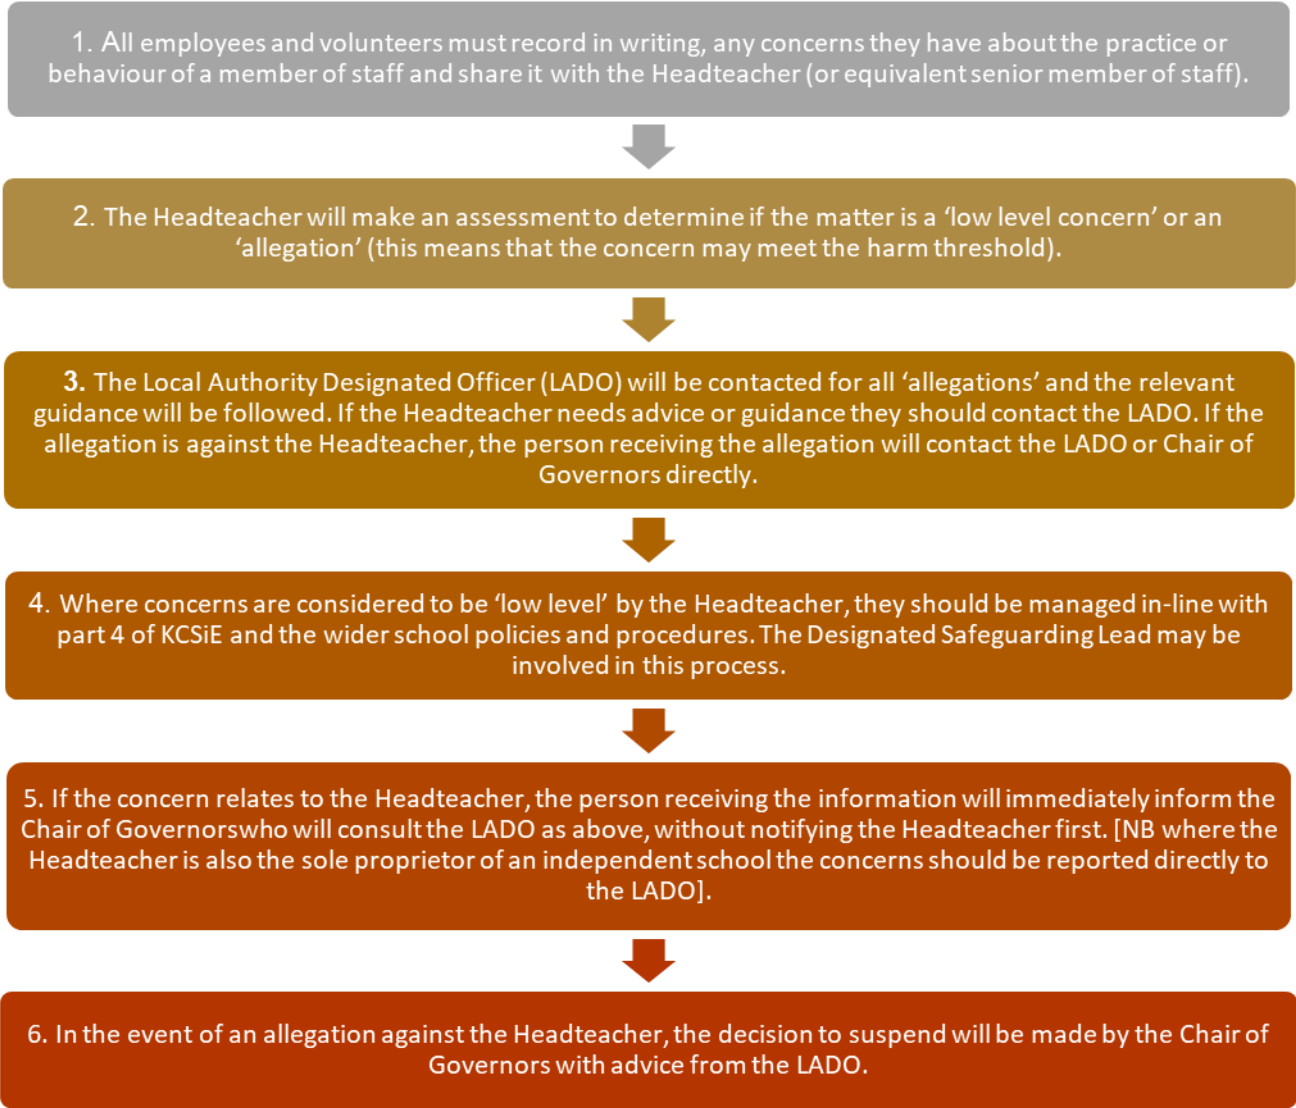 1. All employees and volunteers must record in writing, any concerns they have about the practice or
behaviour of a member of staff and share it with the Headteacher (or equivalent senior member of staff).
2. The Headteacher will make an assessment to determine if the matter is a ‘low level concern’ or an
‘allegation’ (this means that the concern may meet the harm threshold).
3. The Local Authority Designated Officer (LADO) will be contacted for all ‘allegations’ and the relevant
guidance will be followed. If the Headteacher needs advice or guidance they should contact the LADO. If the
allegation is against the Headteacher, the person receiving the allegation will contact the LADO or Chair of
Governors directly.
4. Where concerns are considered to be ‘low level’ by the Headteacher, they should be managed in-line with
part 4 of KCSiE and the wider school policies and procedures. The Designated Safeguarding Lead may be
involved in this process.
5. If the concern relates to the Headteacher, the person receiving the information will immediately inform the
Chair of Governorswho will consult the LADO as above, without notifying the Headteacher first. [NB where the
Headteacher is also the sole proprietor of an independent school the concerns should be reported directly to
the LADO].
6. In the event of an allegation against the Headteacher, the decision to suspend will be made by the Chair of
Governors with advice from the LADO.